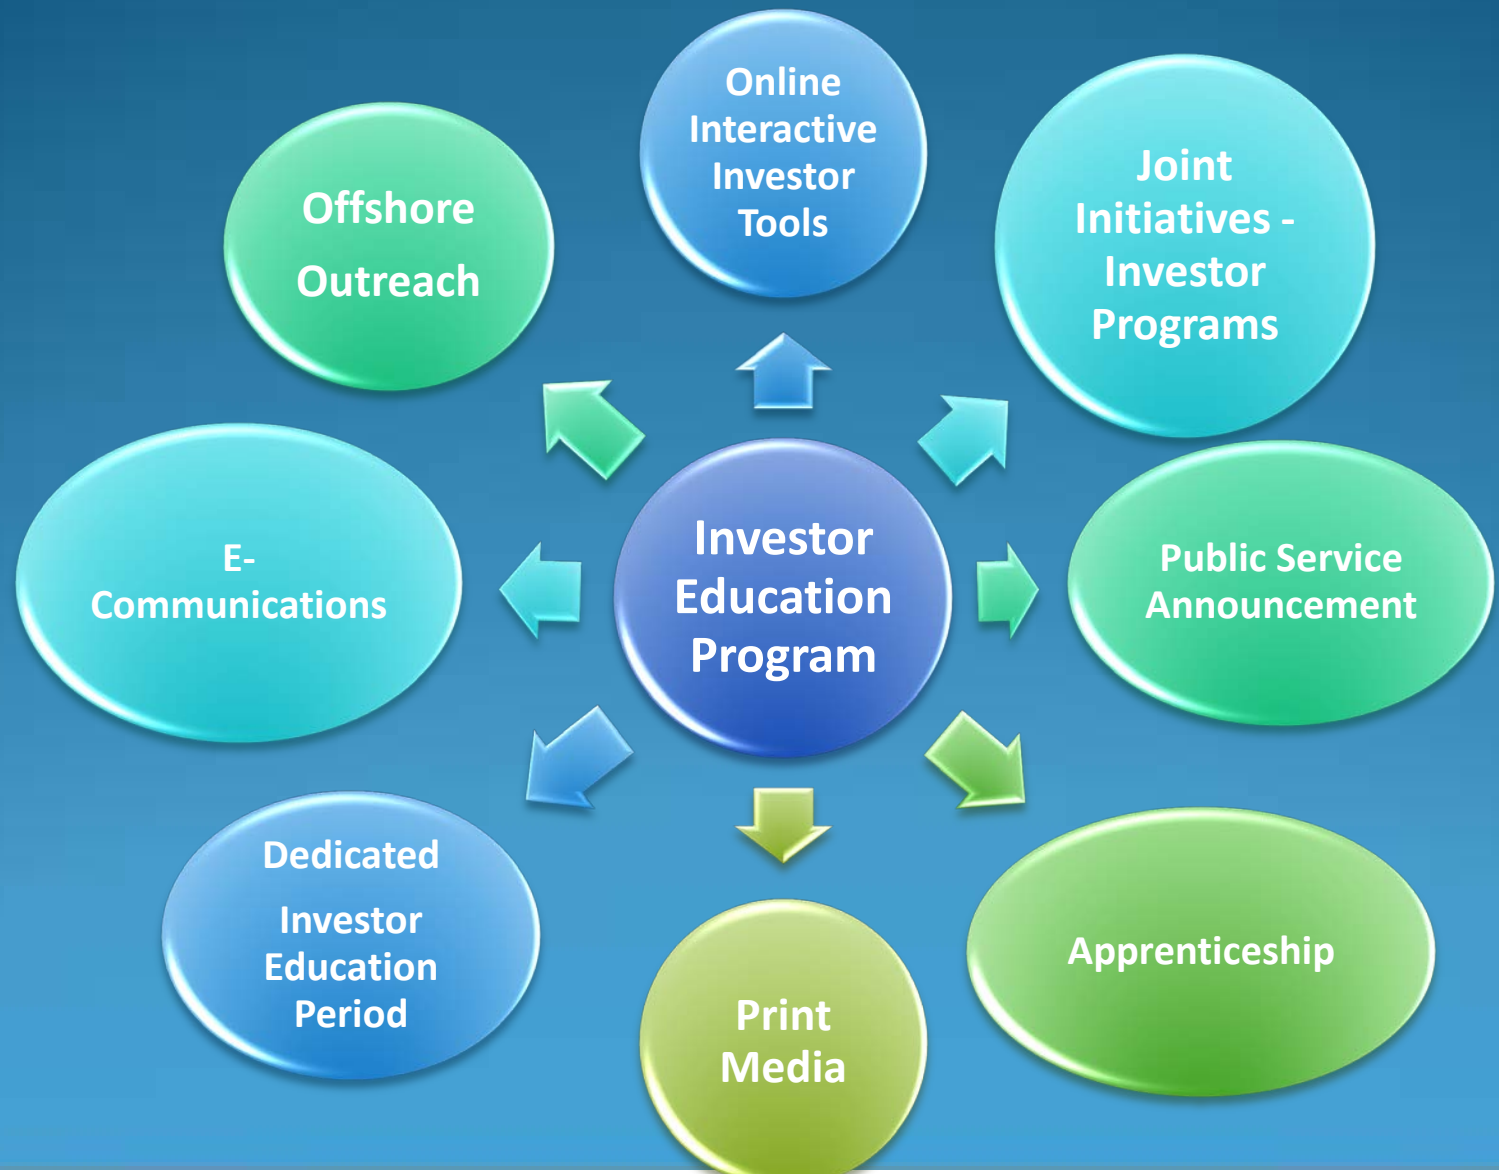 Online
Interactive
Investor
Tools
Joint
Initiatives -
Investor
Programs
Public Service
Announcement
Apprenticeship
Print
Media
Dedicated
Investor
Education
Period
E-
Communications
Offshore
Outreach
Investor
Education
Program